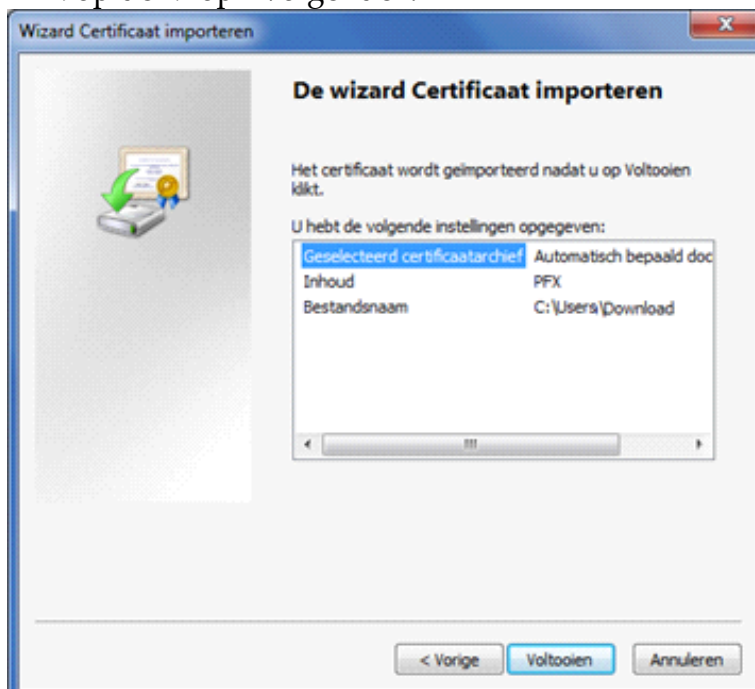 Wizard Certificaat importeren
De wizard Certificaat importeren
Het certificaat wordt geïmporteerd nadat u op Voltooien
klikt.
U hebt de volgende instellingen opgegeven:
Geselecteerd certificaatarchief Automatisch bepaald doc
Inhoud PFX
Bestandsnaam C:\Users\Download
< Vorige Voltooien Annuleren